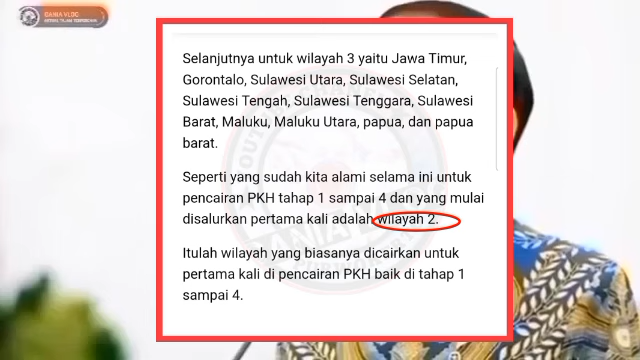 DANIA VLOG
Selanjutnya untuk wilayah 3 yaitu Jawa Timur,
Gorontalo, Sulawesi Utara, Sulawesi Selatan,
Sulawesi Tengah, Sulawesi Tenggara, Sulawesi
Barat, Maluku, Maluku Utara, papua, dan papua
barat.
Seperti yang sudah kita alami selama ini untuk
pencairan PKH tahap 1 sampai 4 dan yang mulai
disalurkan pertama kali adalah wilayah 2.
Itulah wilayah yang biasanya dicairkan untuk
pertama kali di pencairan PKH baik di tahap 1
sampai 4.